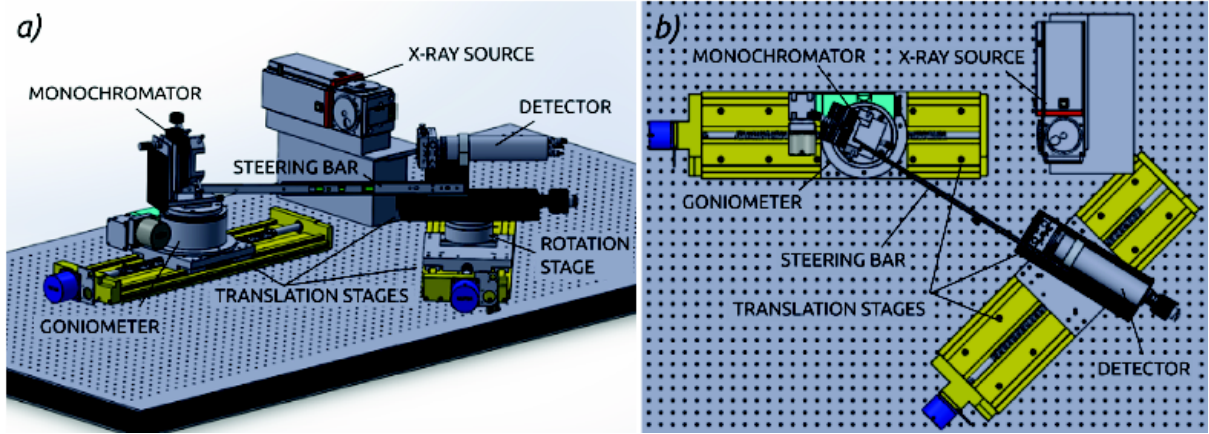 a)
X-RAY SOURCE
MONOCHROMATOR
DETECTOR
STEERING BAR
ROTATION
STAGE
TRANSLATION STAGES
GONIOMETER
b)
MONOCHROMATOR
X-RAY SOURCE
GONIOMETER
STEERING BAR
TRANSLATION STAGES
DETECTOR